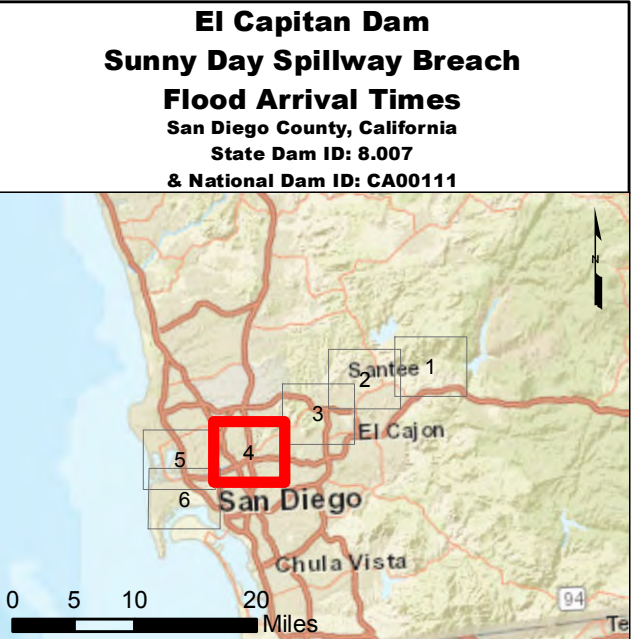 El Capitan Dam
Sunny Day Spillway Breach
Flood Arrival Times
San Diego County, California
State Dam ID: 8.007
& National Dam ID: CA00111
N
Santee 1
2
3
El Cajon
4
5
6
San Diego
Chula Vista
94
0 5 10 20
Miles
Te